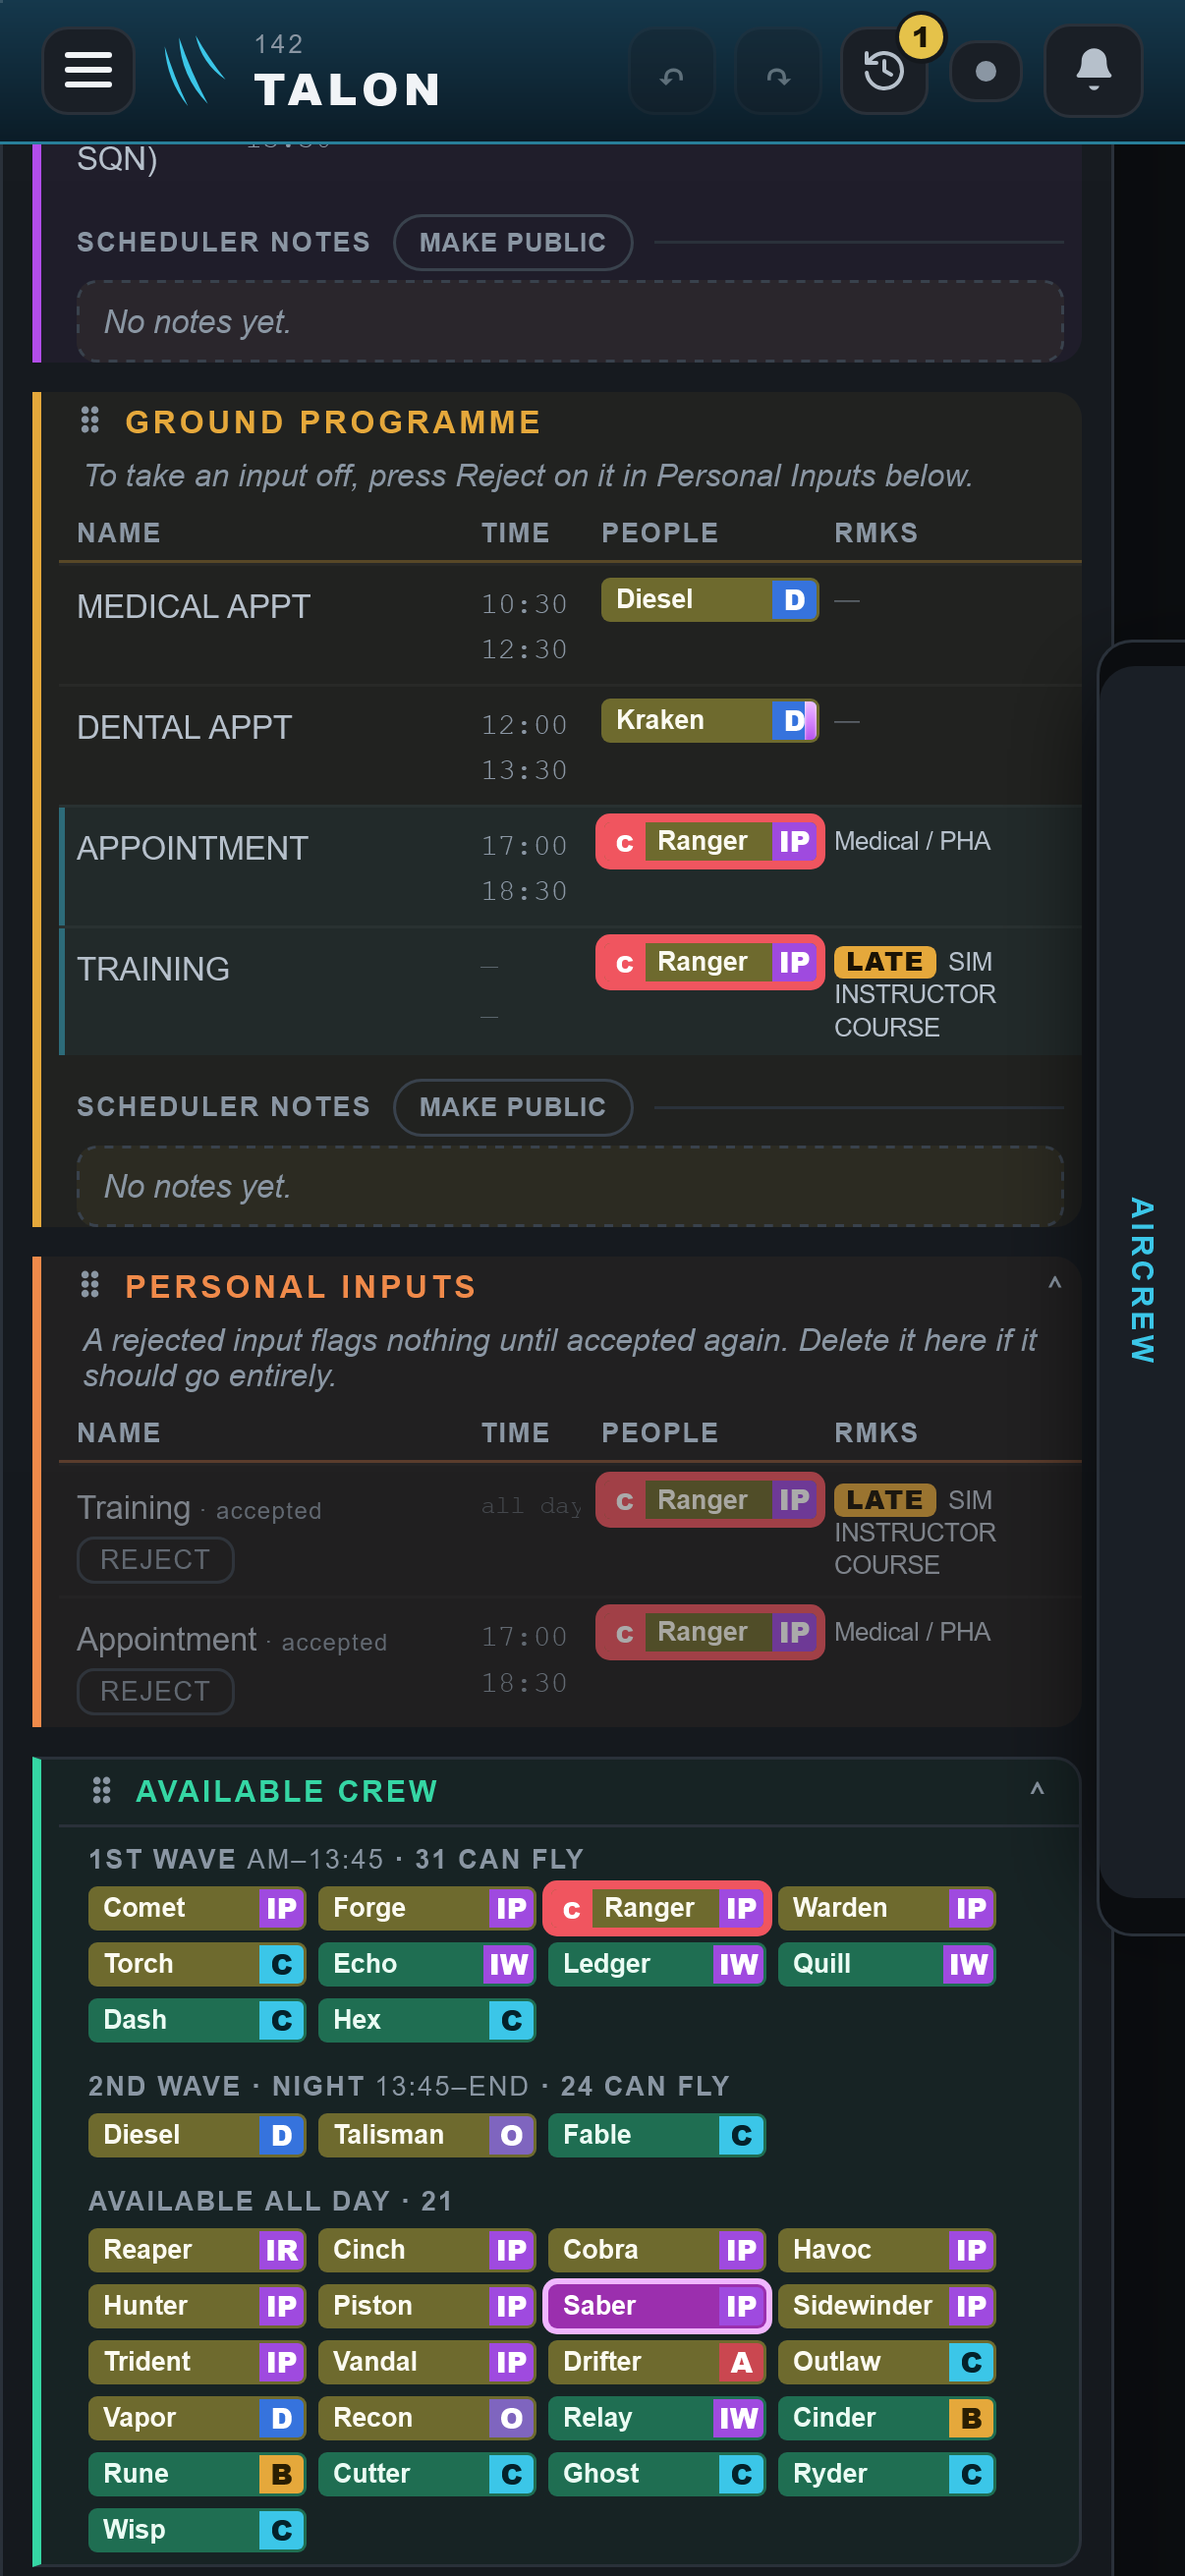 142
TALON
1
SQN)
SCHEDULER NOTES MAKE PUBLIC
No notes yet.
GROUND PROGRAMME
To take an input off, press Reject on it in Personal Inputs below.
NAME TIME PEOPLE RMKS
MEDICAL APPT 10:30 Diesel D —
12:30
DENTAL APPT 12:00 Kraken D —
13:30
APPOINTMENT 17:00 C Ranger IP Medical / PHA
18:30
TRAINING — C Ranger IP LATE SIM
— INSTRUCTOR
COURSE
SCHEDULER NOTES MAKE PUBLIC
No notes yet.
PERSONAL INPUTS ^
A rejected input flags nothing until accepted again. Delete it here if it
should go entirely.
NAME TIME PEOPLE RMKS
Training · accepted all day C Ranger IP LATE SIM
REJECT INSTRUCTOR
COURSE
Appointment · accepted 17:00 C Ranger IP Medical / PHA
REJECT 18:30
AIRCREW
AVAILABLE CREW ^
1ST WAVE AM–13:45 · 31 CAN FLY
Comet IP Forge IP C Ranger IP Warden IP
Torch C Echo IW Ledger IW Quill IW
Dash C Hex C
2ND WAVE · NIGHT 13:45–END · 24 CAN FLY
Diesel D Talisman O Fable C
AVAILABLE ALL DAY · 21
Reaper IR Cinch IP Cobra IP Havoc IP
Hunter IP Piston IP Saber IP Sidewinder IP
Trident IP Vandal IP Drifter A Outlaw C
Vapor D Recon O Relay IW Cinder B
Rune B Cutter C Ghost C Ryder C
Wisp C